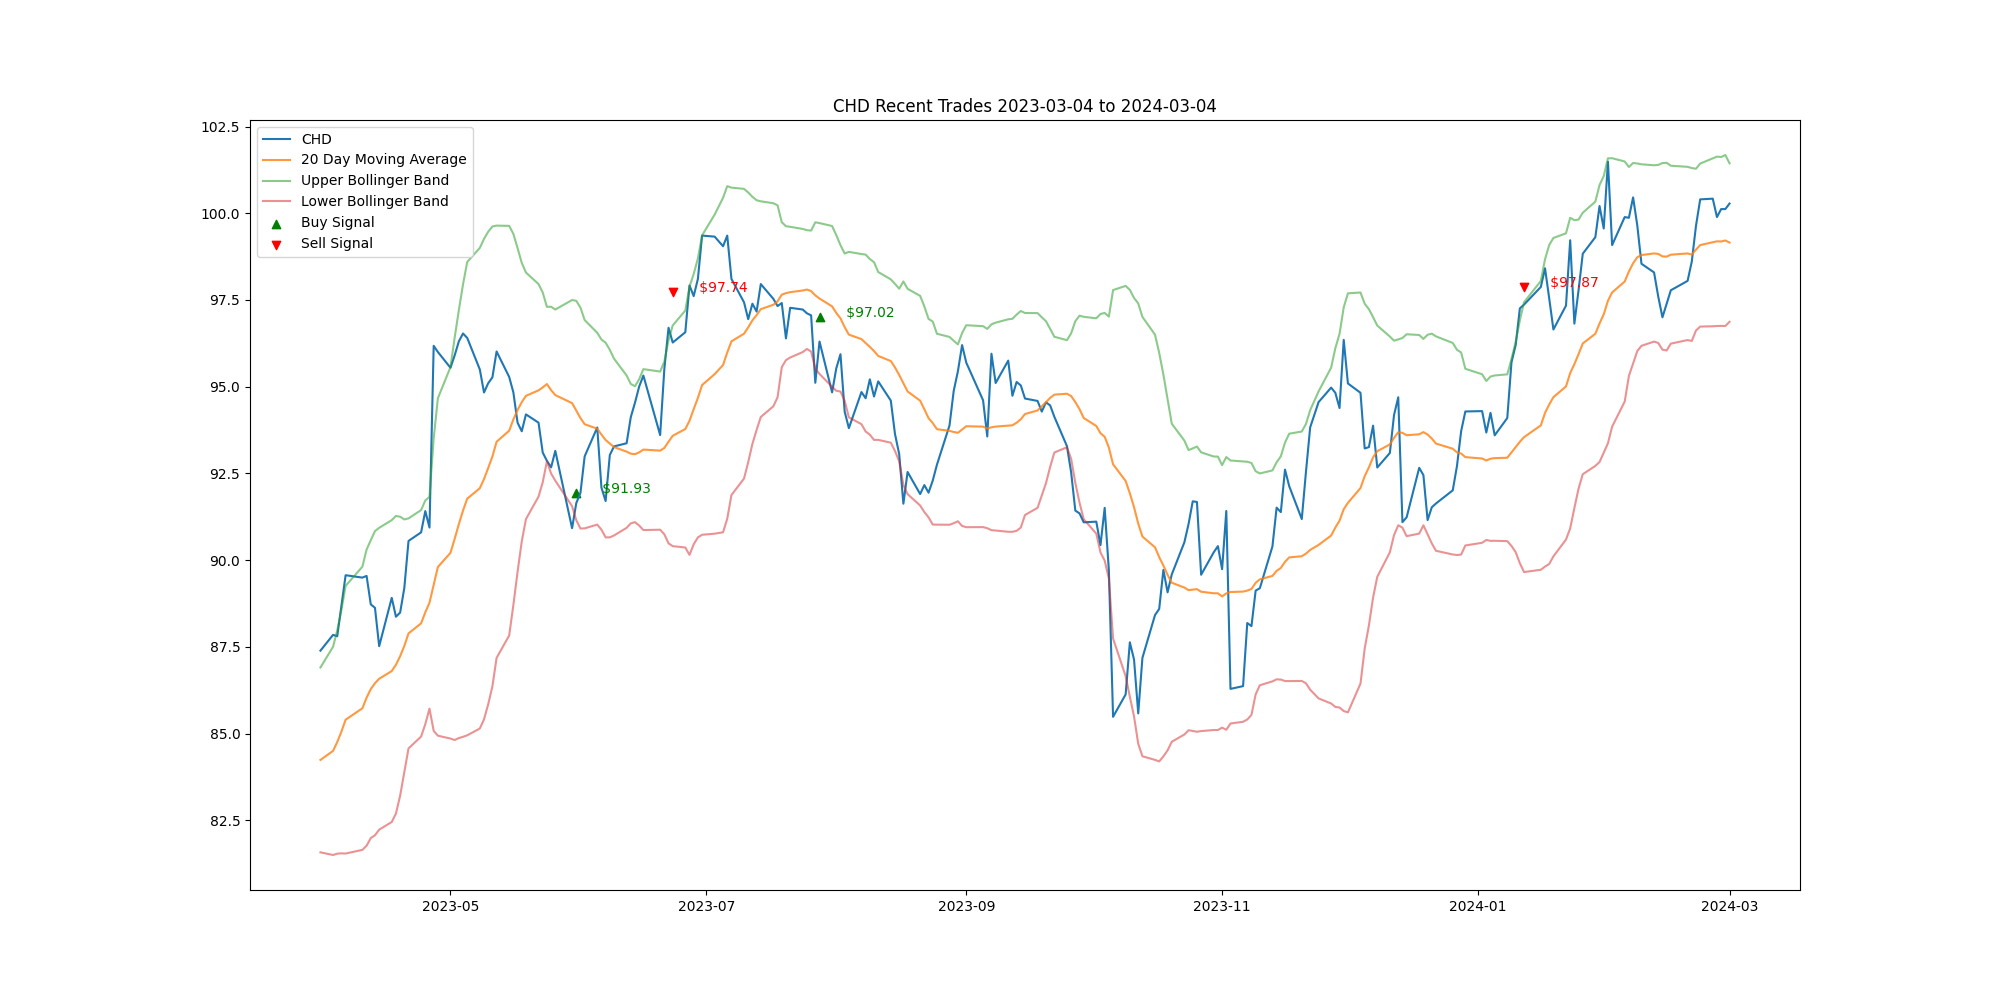 CHD Recent Trades 2023-03-04 to 2024-03-04
102.5
100.0
97.5
95.0
92.5
90.0
87.5
85.0
82.5
CHD
20 Day Moving Average
Upper Bollinger Band
Lower Bollinger Band
Buy Signal
Sell Signal
$97.74
$97.02
$91.93
$97.87
2023-05
2023-07
2023-09
2023-11
2024-01
2024-03